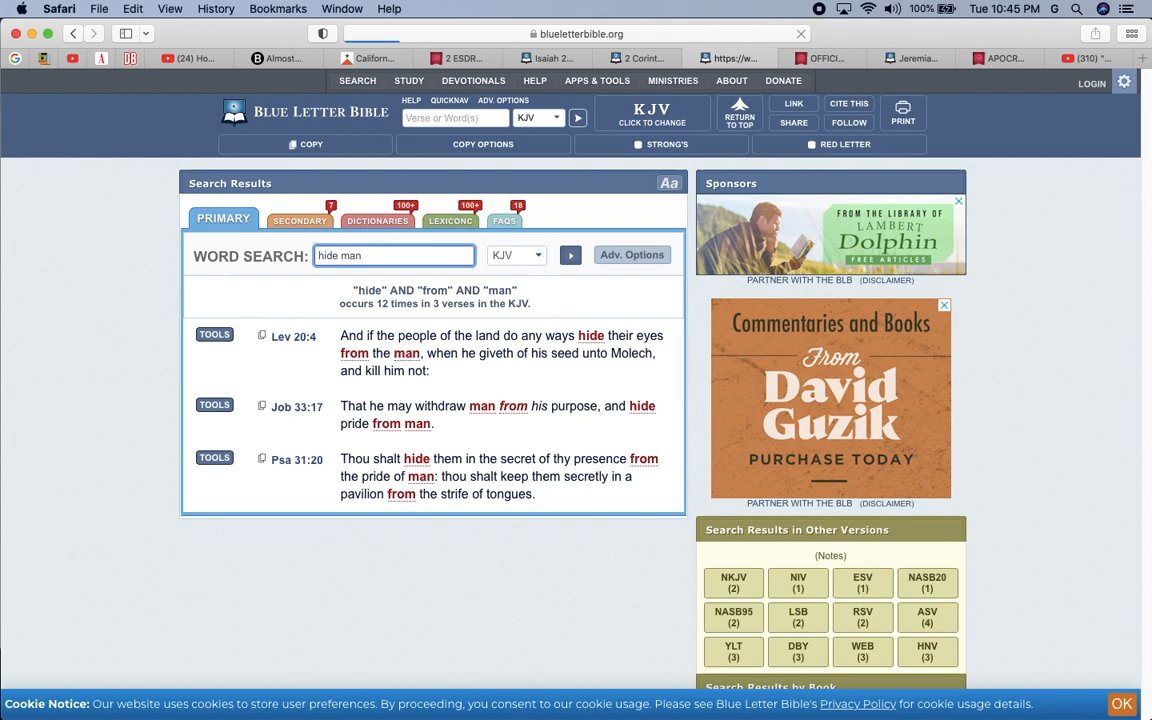 Safari File Edit View History Bookmarks Window Help 100% Tue 10:45 PM G
blueletterbible.org
(24) Ho... Almost... Californ... 2 ESDR... Isaiah 2... 2 Corint... https://w... OFFICI... Jeremia... APOCR... (310) "...
SEARCH STUDY DEVOTIONALS HELP APPS & TOOLS MINISTRIES ABOUT DONATE LOGIN
BLUE LETTER BIBLE
HELP QUICKNAV ADV. OPTIONS
Verse or Word(s) KJV
KJV
CLICK TO CHANGE
RETURN
TO TOP
LINK CITE THIS
SHARE FOLLOW
PRINT
COPY COPY OPTIONS STRONG'S RED LETTER
Search Results Aa
7 100+ 100+ 18
PRIMARY SECONDARY DICTIONARIES LEXICONC FAQS
WORD SEARCH: hide man KJV Adv. Options
"hide" AND "from" AND "man"
occurs 12 times in 3 verses in the KJV.
TOOLS Lev 20:4 And if the people of the land do any ways hide their eyes
from the man, when he giveth of his seed unto Molech,
and kill him not:
TOOLS Job 33:17 That he may withdraw man from his purpose, and hide
pride from man.
TOOLS Psa 31:20 Thou shalt hide them in the secret of thy presence from
the pride of man: thou shalt keep them secretly in a
pavilion from the strife of tongues.
Sponsors
FROM THE LIBRARY OF
LAMBERT
Dolphin
FREE ARTICLES
PARTNER WITH THE BLB (DISCLAIMER)
Commentaries and Books
From
David
Guzik
PURCHASE TODAY
PARTNER WITH THE BLB (DISCLAIMER)
Search Results in Other Versions
(Notes)
NKJV NIV ESV NASB20
(2) (1) (1) (1)
NASB95 LSB RSV ASV
(2) (2) (2) (4)
YLT DBY WEB HNV
(3) (3) (3) (3)
Search Results by Book
Cookie Notice: Our website uses cookies to store user preferences. By proceeding, you consent to our cookie usage. Please see Blue Letter Bible's Privacy Policy for cookie usage details. OK